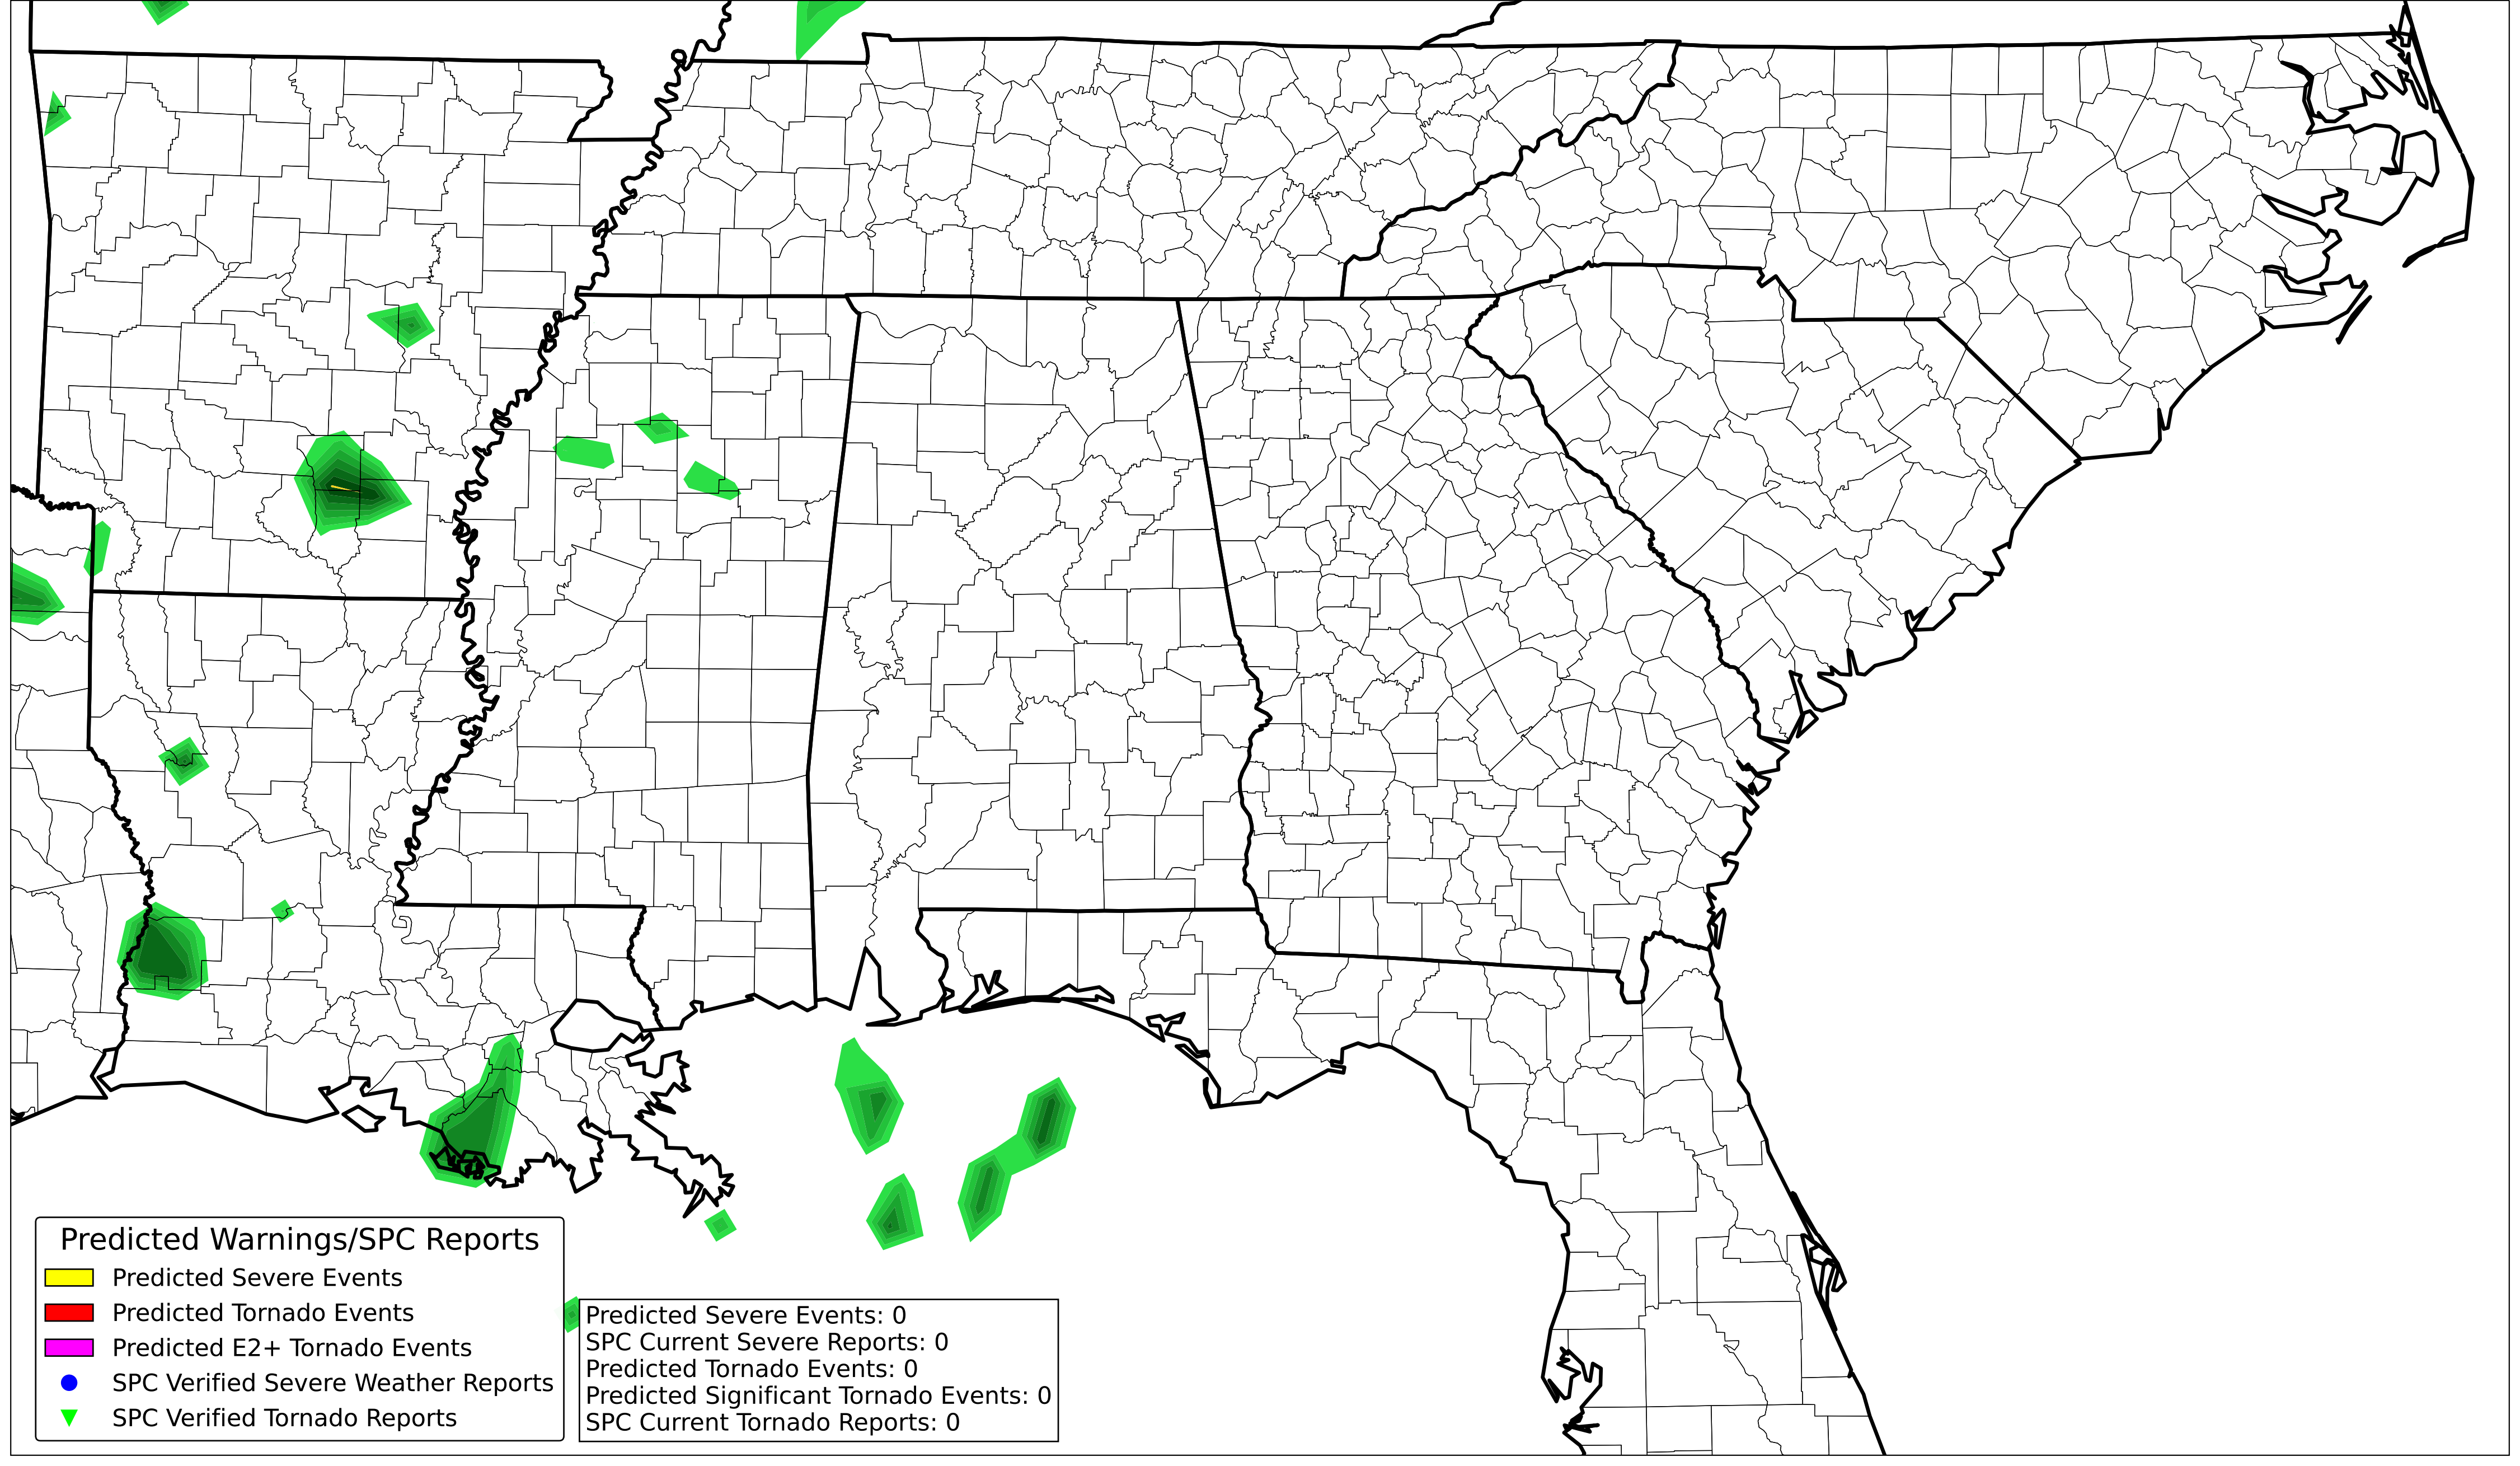 Predicted Warnings/SPC Reports
Predicted Severe Events
Predicted Tornado Events
Predicted E2+ Tornado Events
SPC Verified Severe Weather Reports
SPC Verified Tornado Reports
Predicted Severe Events: 0
SPC Current Severe Reports: 0
Predicted Tornado Events: 0
Predicted Significant Tornado Events: 0
SPC Current Tornado Reports: 0